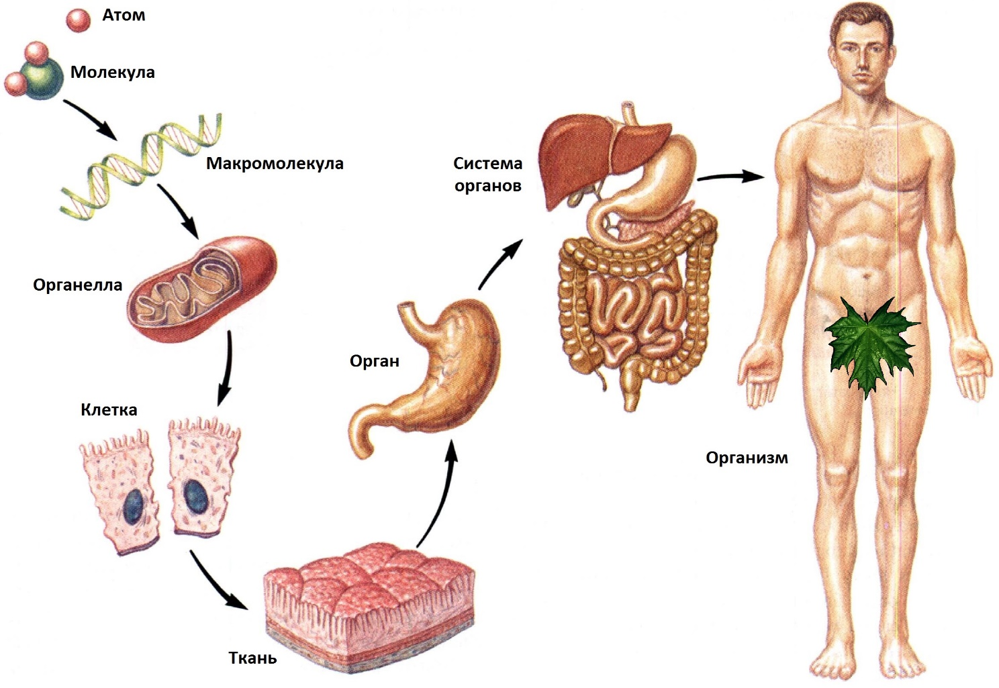 Атом
Молекула
Макромолекула
Органелла
Клетка
Ткань
Орган
Система
органов
Организм